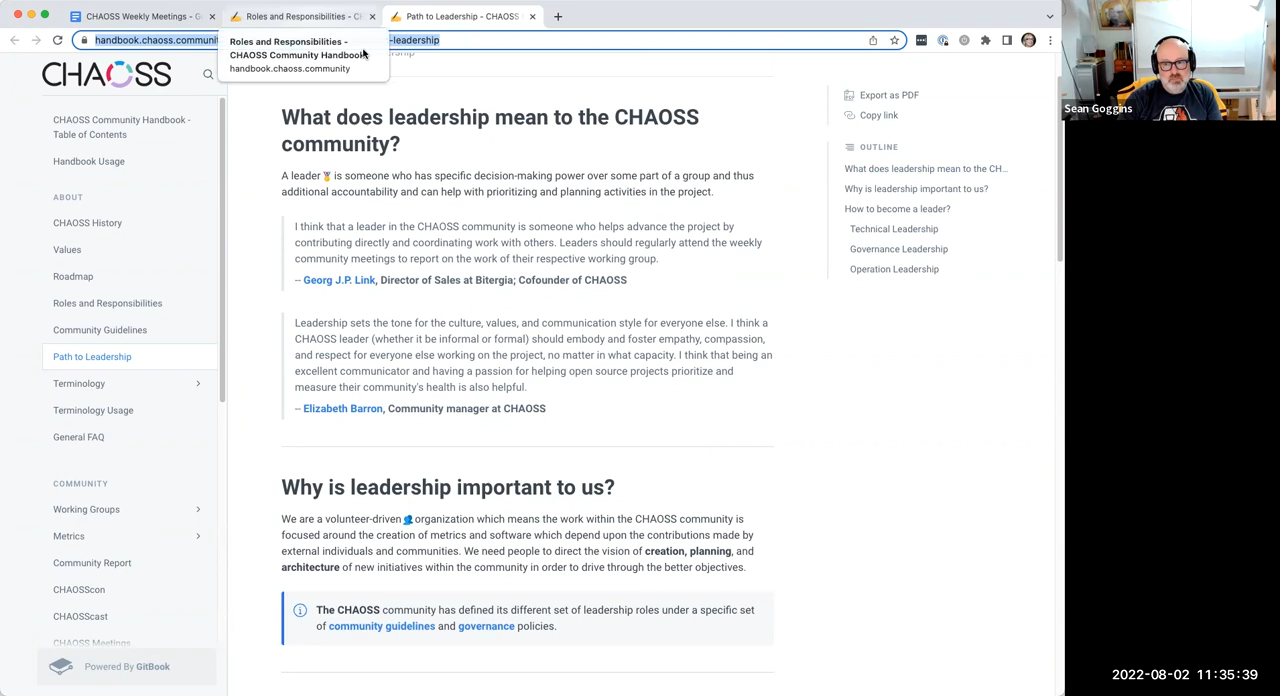 CHAOSS Weekly Meetings - G
Roles and Responsibilities - CH
Path to Leadership - CHAOSS
handbook.chaoss.communit
-leadership
Roles and Responsibilities -
CHAOSS Community Handbook
handbook.chaoss.community
CHAOSS
CHAOSS Community Handbook -
Table of Contents
Handbook Usage
ABOUT
CHAOSS History
Values
Roadmap
Roles and Responsibilities
Community Guidelines
Path to Leadership
Terminology
Terminology Usage
General FAQ
COMMUNITY
Working Groups
Metrics
Community Report
CHAOSScon
CHAOSScast
CHAOSS Meetings
Powered By GitBook
What does leadership mean to the CHAOSS
community?
A leader is someone who has specific decision-making power over some part of a group and thus
additional accountability and can help with prioritizing and planning activities in the project.
I think that a leader in the CHAOSS community is someone who helps advance the project by
contributing directly and coordinating work with others. Leaders should regularly attend the weekly
community meetings to report on the work of their respective working group.
-- Georg J.P. Link, Director of Sales at Bitergia; Cofounder of CHAOSS
Leadership sets the tone for the culture, values, and communication style for everyone else. I think a
CHAOSS leader (whether it be informal or formal) should embody and foster empathy, compassion,
and respect for everyone else working on the project, no matter in what capacity. I think that being an
excellent communicator and having a passion for helping open source projects prioritize and
measure their community's health is also helpful.
-- Elizabeth Barron, Community manager at CHAOSS
Why is leadership important to us?
We are a volunteer-driven organization which means the work within the CHAOSS community is
focused around the creation of metrics and software which depend upon the contributions made by
external individuals and communities. We need people to direct the vision of creation, planning, and
architecture of new initiatives within the community in order to drive through the better objectives.
The CHAOSS community has defined its different set of leadership roles under a specific set
of community guidelines and governance policies.
Export as PDF
Copy link
OUTLINE
What does leadership mean to the CH...
Why is leadership important to us?
How to become a leader?
Technical Leadership
Governance Leadership
Operation Leadership
Sean Goggins
2022-08-02 11:35:39